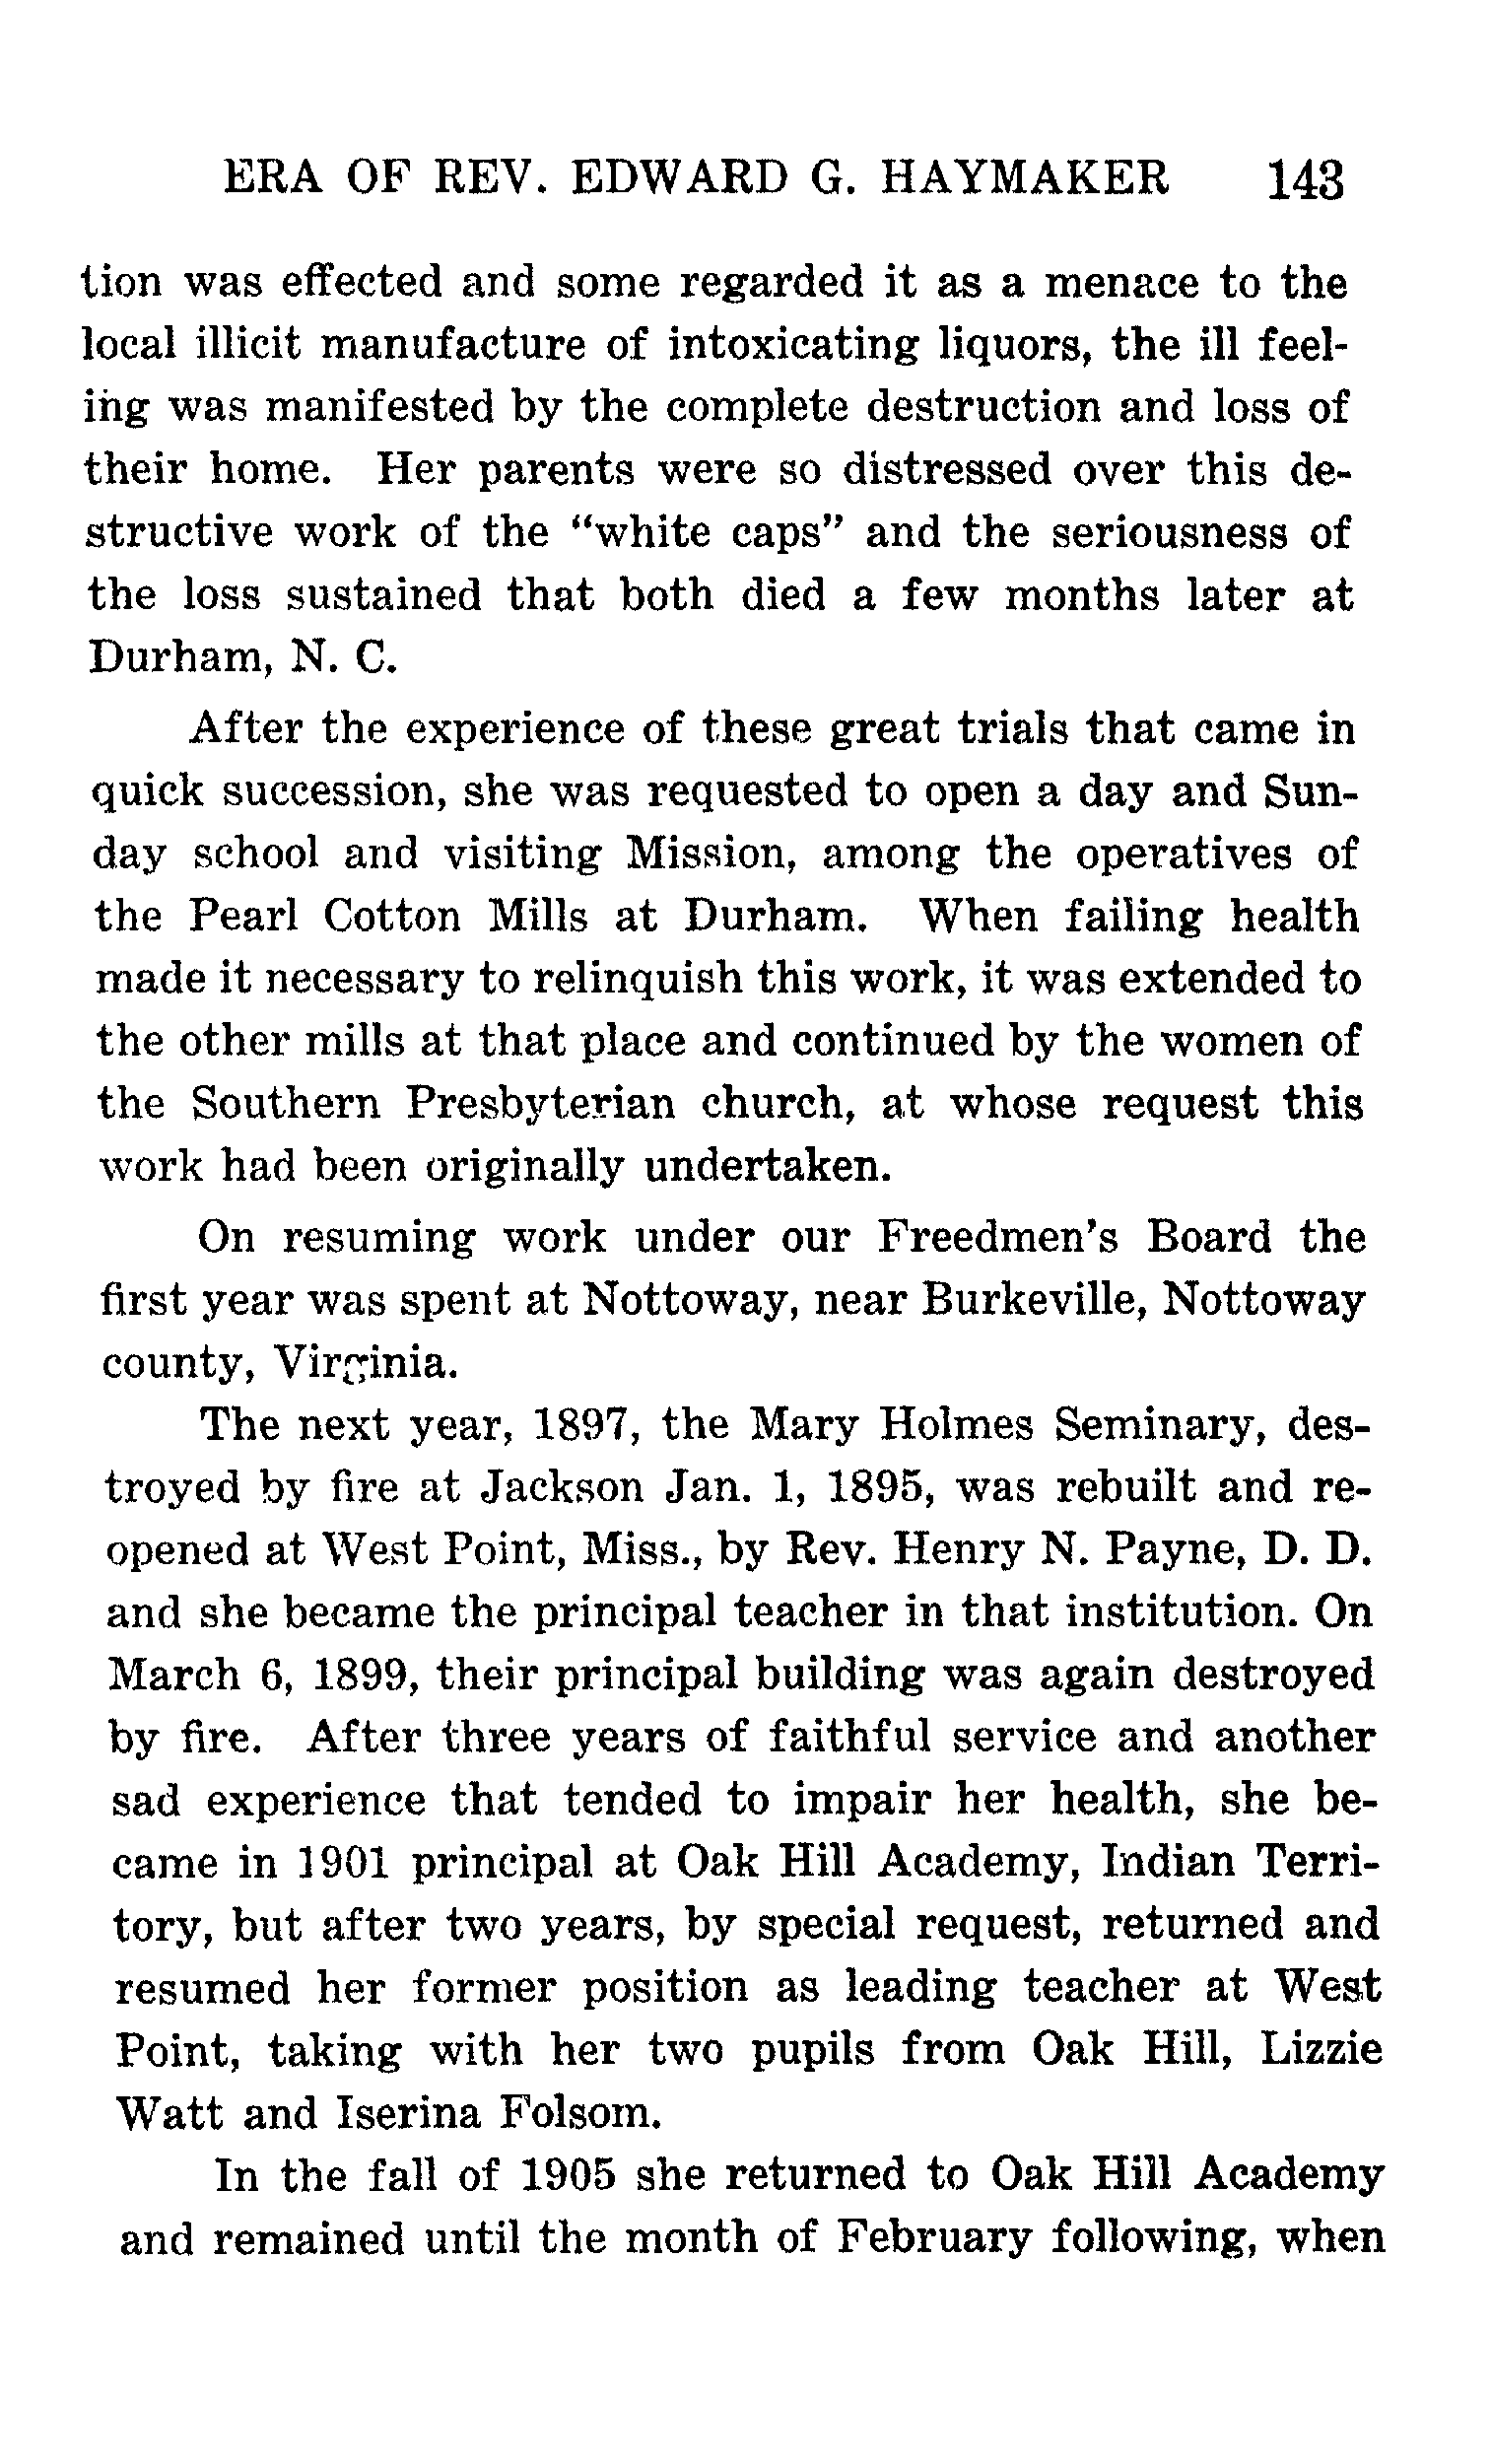 ERA OF REV. EDWARD G. HAYMAKER 143
tion was effected and some regarded it as a menace to the
local illicit manufacture of intoxicating liquors, the ill feel-
ing was manifested by the complete destruction and loss of
their home. Her parents were so distressed over this de-
structive work of the "white caps" and the seriousness of
the loss sustained that both died a few months later at
Durham, N. C.
After the experience of these great trials that came in
quick succession, she was requested to open a day and Sun-
day school and visiting Mission, among the operatives of
the Pearl Cotton Mills at Durham. When failing health
made it necessary to relinquish this work, it was extended to
the other mills at that place and continued by the women of
the Southern Presbyterian church, at whose request this
work had been originally undertaken.
On resuming work under our Freedmen's Board the
first year was spent at Nottoway, near Burkeville, Nottoway
county, Virginia.
The next year, 1897, the Mary Holmes Seminary, des-
troyed by fire at Jackson Jan. 1, 1895, was rebuilt and re-
opened at West Point, Miss., by Rev. Henry N. Payne, D. D.
and she became the principal teacher in that institution. On
March 6, 1899, their principal building was again destroyed
by fire. After three years of faithful service and another
sad experience that tended to impair her health, she be-
came in 1901 principal at Oak Hill Academy, Indian Terri-
tory, but after two years, by special request, returned and
resumed her former position as leading teacher at West
Point, taking with her two pupils from Oak Hill, Lizzie
Watt and Iserina Folsom.
In the fall of 1905 she returned to Oak Hill Academy
and remained until the month of February following, when